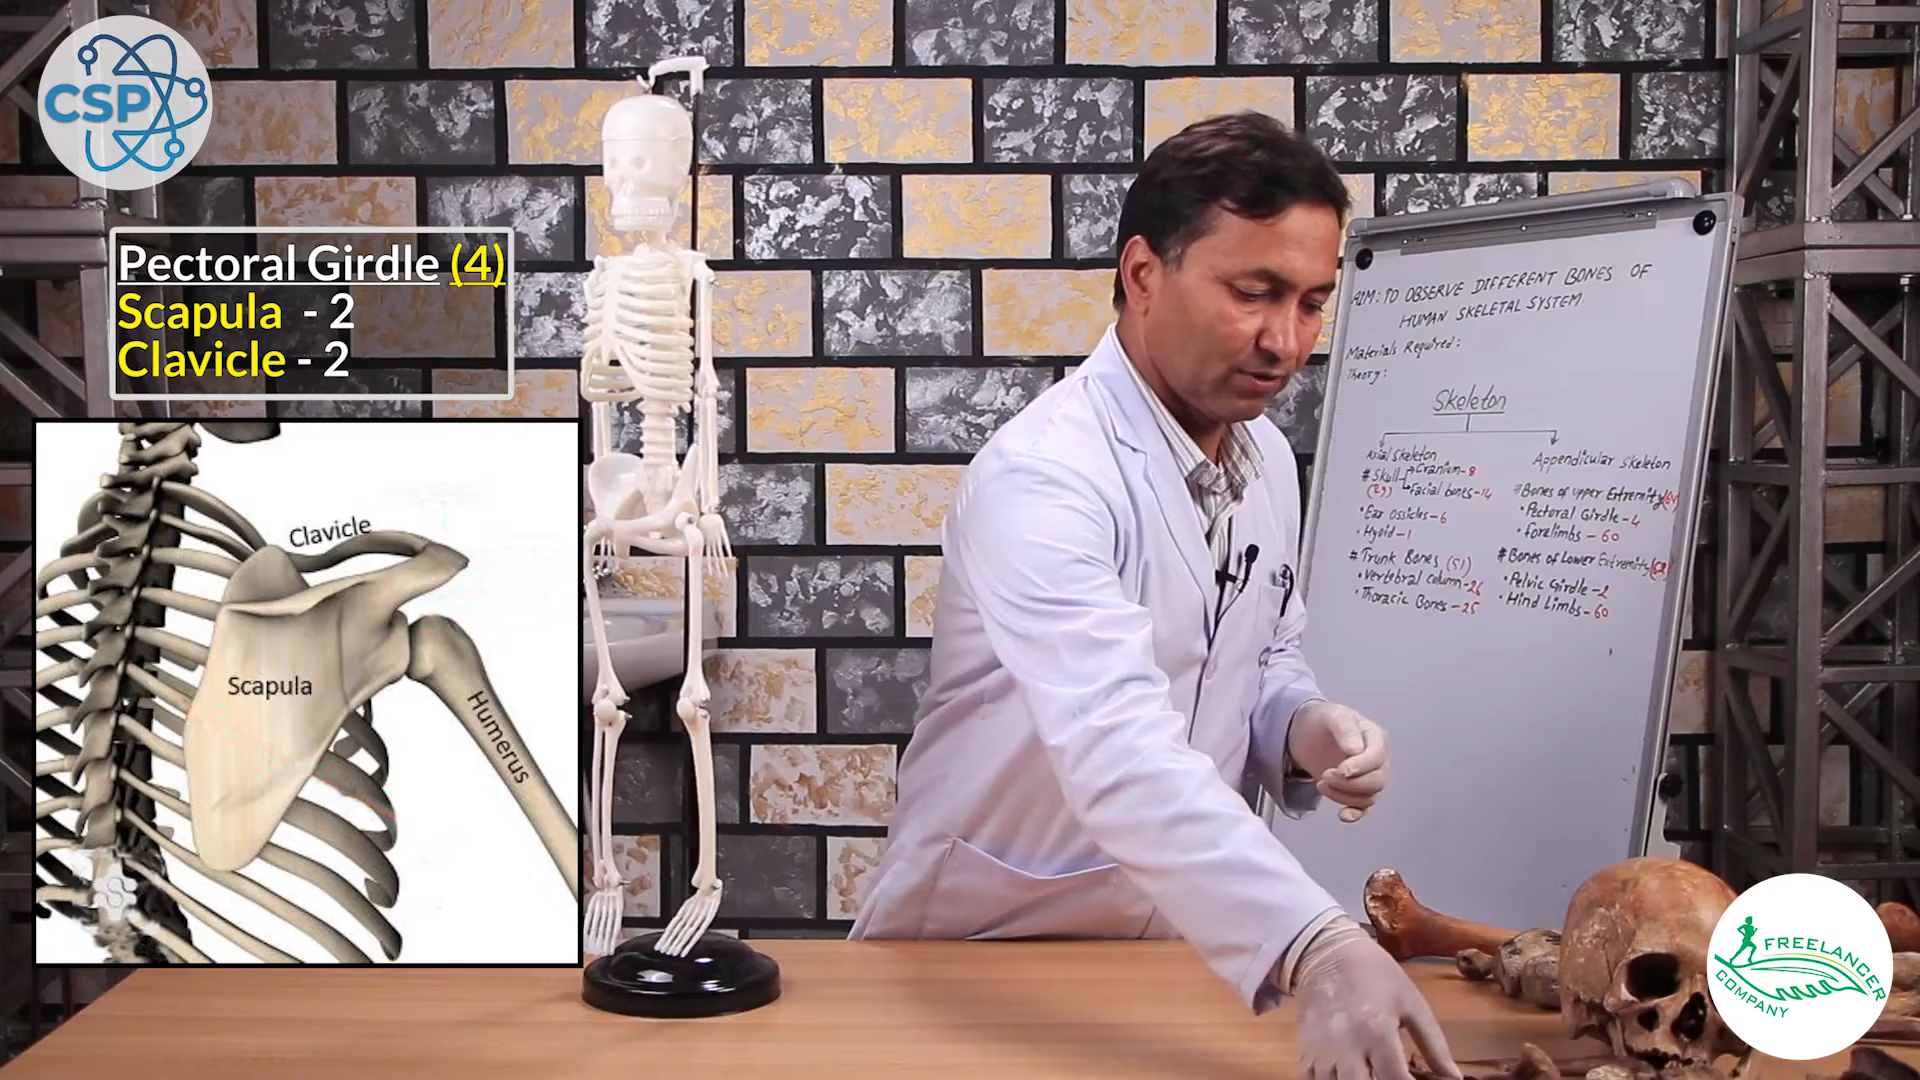 CSP
Pectoral Girdle (4)
Scapula - 2
Clavicle - 2
Clavicle
Scapula
Humerus
AIM: TO OBSERVE DIFFERENT BONES OF
HUMAN SKELETAL SYSTEM.
Materials Required:
Theory:
Skeleton
Axial Skeleton
# Skull Cranium-8
(29) Facial bones-14
• Ear Ossicles-6
• Hyoid-1
# Trunk Bones (51)
• Vertebral column-26
• Thoracic Bones-25
Appendicular Skeleton
# Bones of upper Extremity(64)
• Pectoral Girdle-4
• Forelimbs-60
# Bones of Lower Extremity(62)
• Pelvic Girdle-2
• Hind Limbs-60
FREELANCER
COMPANY